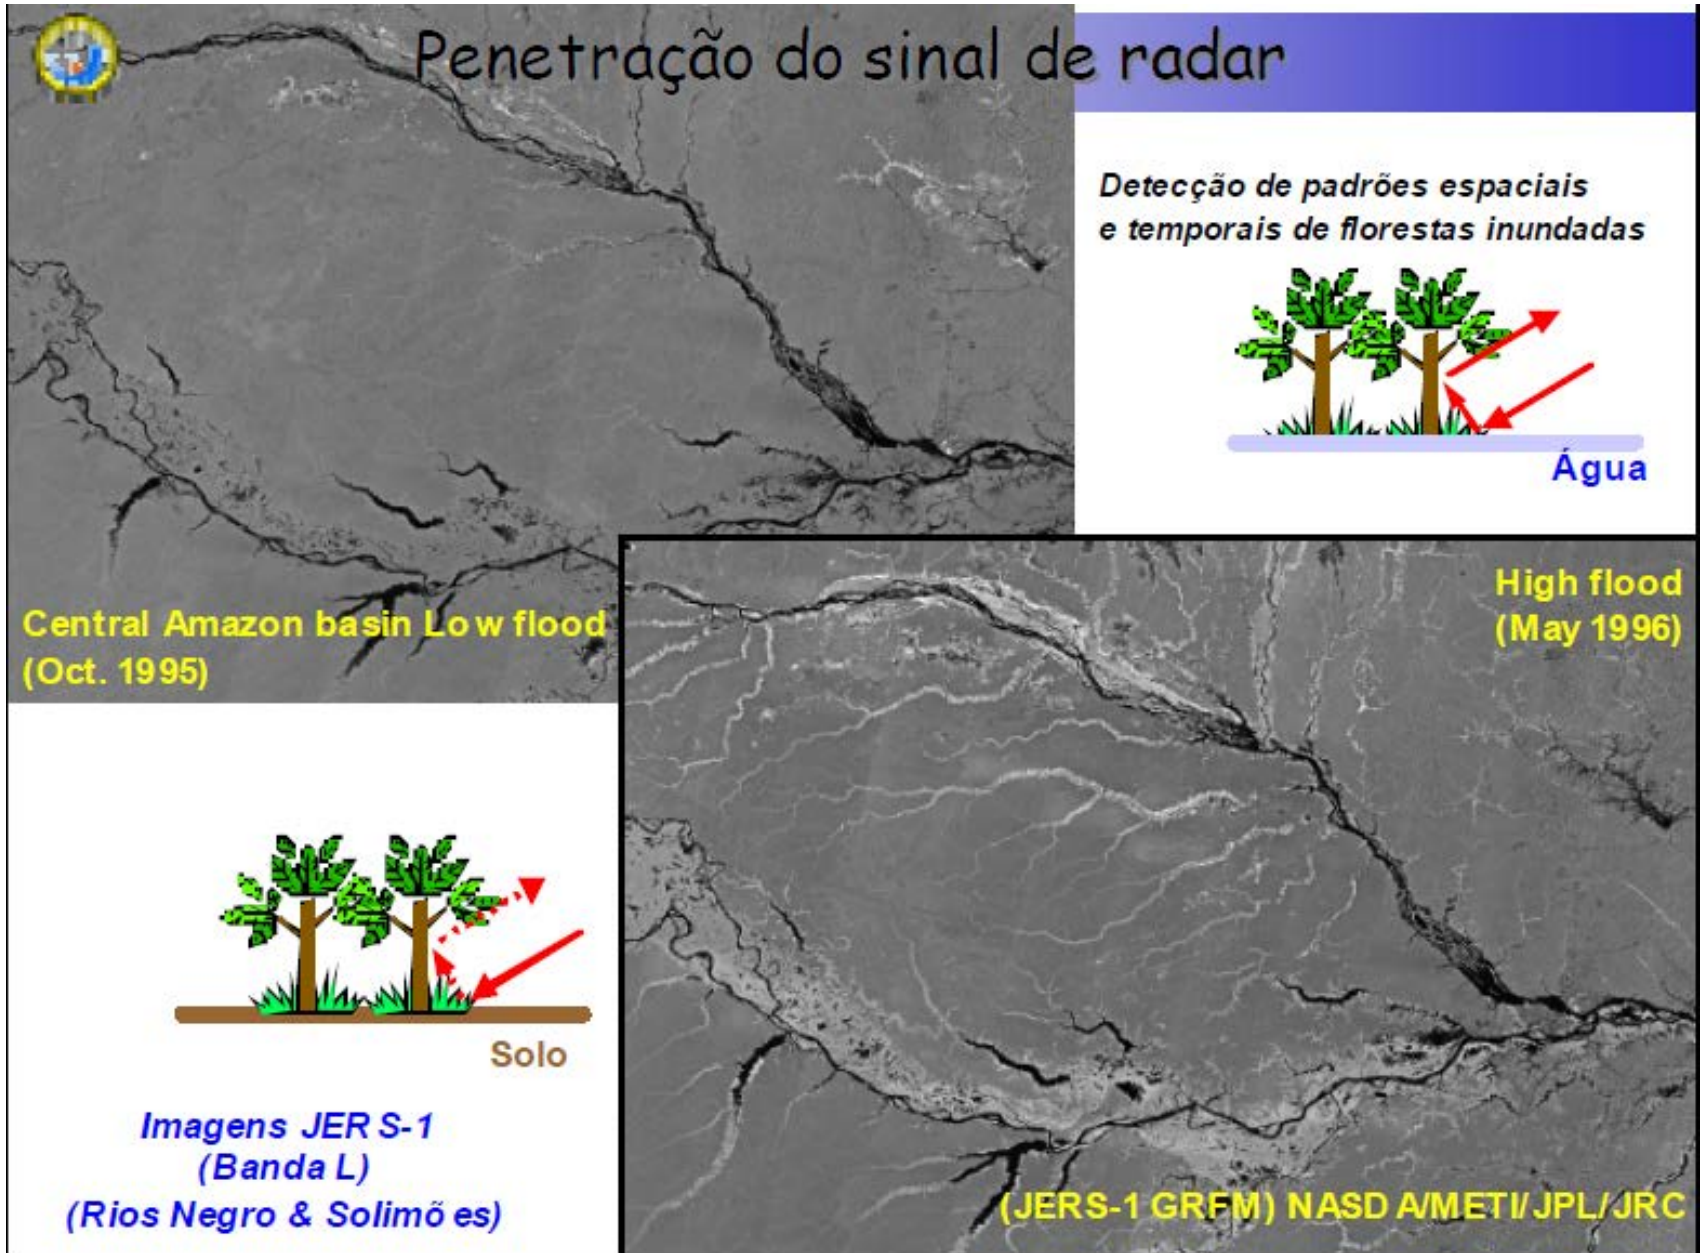 Penetração do sinal de radar
Detecção de padrões espaciais
e temporais de florestas inundadas
Água
Central Amazon basin Low flood
(Oct. 1995)
High flood
(May 1996)
Solo
Imagens JERS-1
(Banda L)
(Rios Negro & Solimões)
(JERS-1 GRFM) NASDA/METI/JPL/JRC